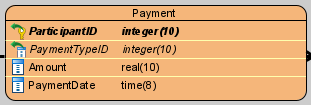 Payment
ParticipantID integer(10)
PaymentTypeID integer(10)
Amount real(10)
PaymentDate time(8)